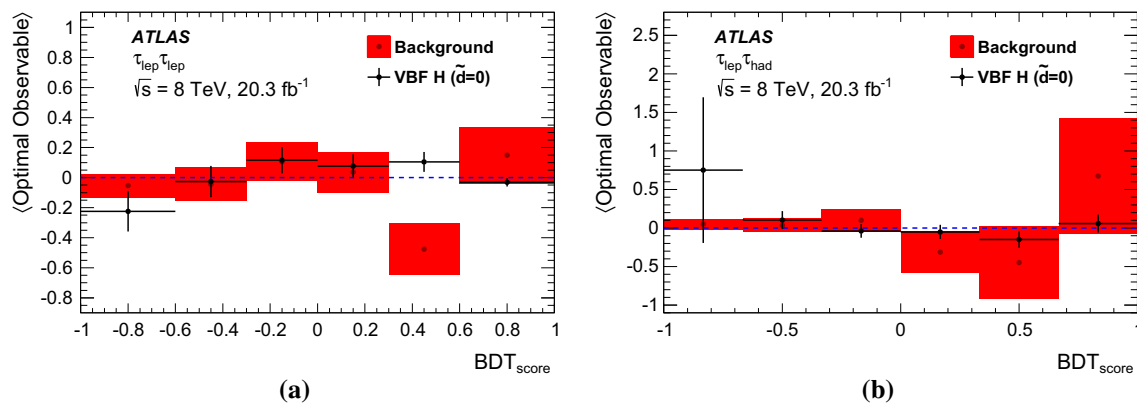 ⟨Optimal Observable⟩
1
0.8
0.6
0.4
0.2
0
-0.2
-0.4
-0.6
-0.8
ATLAS
τlepτlep
√s = 8 TeV, 20.3 fb⁻¹
Background
VBF H (d̃=0)
-1 -0.8 -0.6 -0.4 -0.2 0 0.2 0.4 0.6 0.8 1
BDTscore
(a)
⟨Optimal Observable⟩
2.5
2
1.5
1
0.5
0
-0.5
-1
ATLAS
τlepτhad
√s = 8 TeV, 20.3 fb⁻¹
Background
VBF H (d̃=0)
-1 -0.5 0 0.5 1
BDTscore
(b)